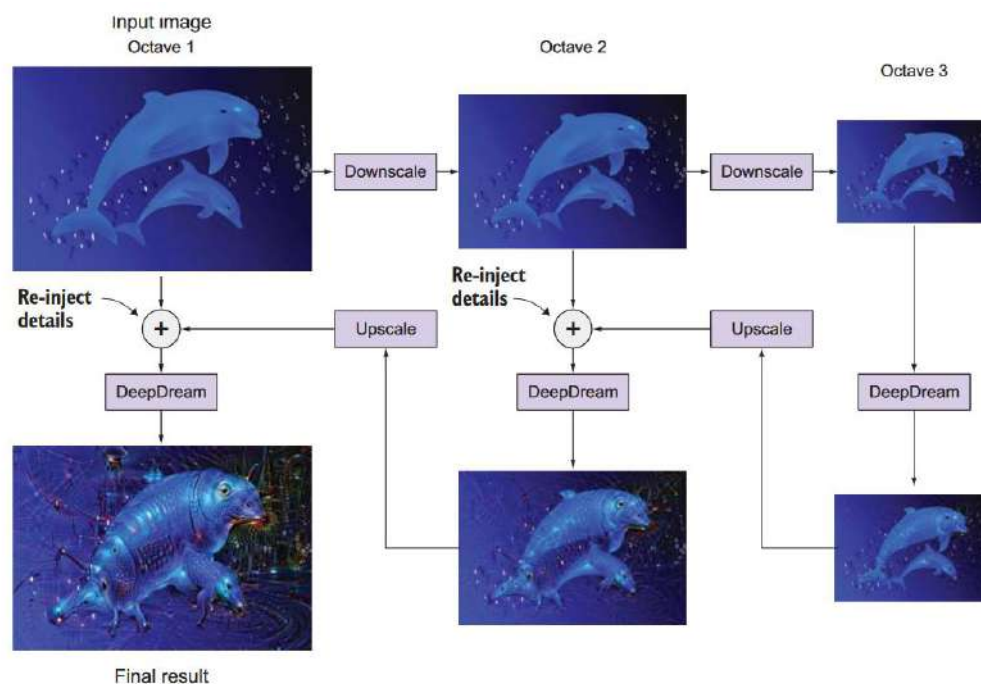 Input image
Octave 1
Octave 2
Octave 3
Downscale
Downscale
Re-inject
details
+
Upscale
Re-inject
details
+
Upscale
DeepDream
DeepDream
DeepDream
Final result